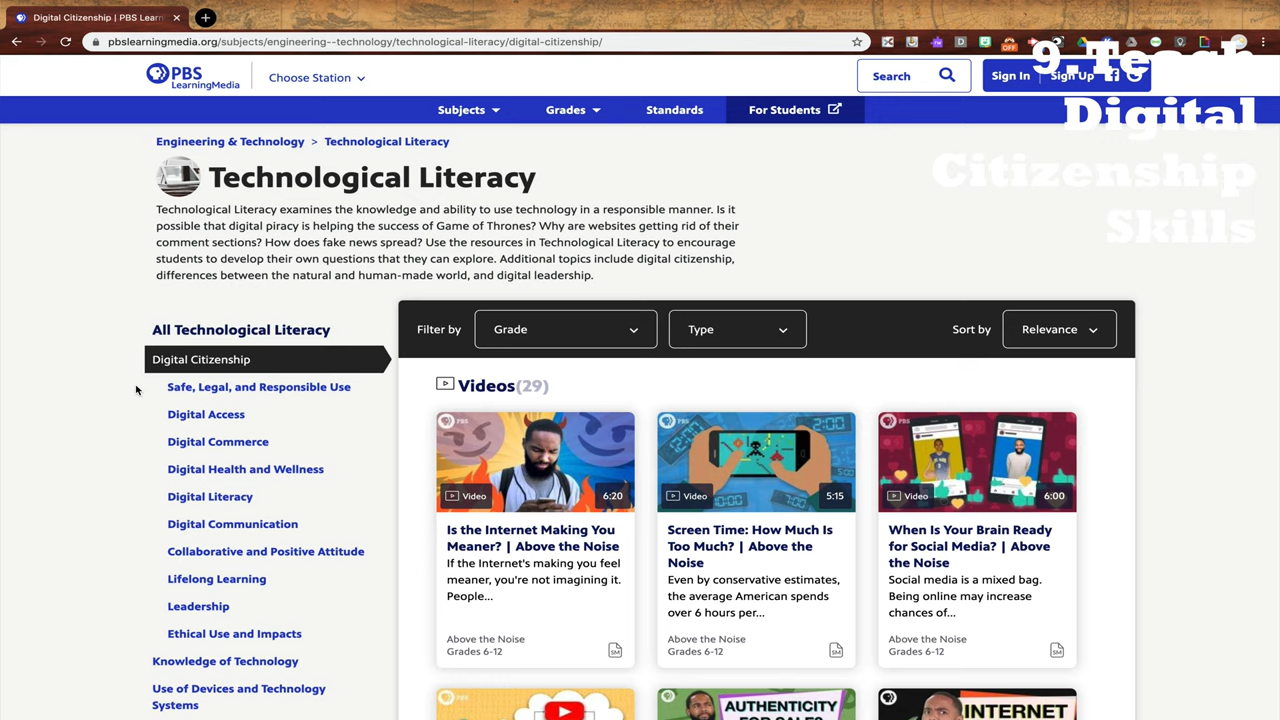 Digital Citizenship | PBS Learn
pbslearningmedia.org/subjects/engineering--technology/technological-literacy/digital-citizenship/
9. Teach
Digital
Citizenship
Skills
PBS
LearningMedia
Choose Station
Search
Sign In
Sign Up
Subjects
Grades
Standards
For Students
Engineering & Technology > Technological Literacy
Technological Literacy
Technological Literacy examines the knowledge and ability to use technology in a responsible manner. Is it
possible that digital piracy is helping the success of Game of Thrones? Why are websites getting rid of their
comment sections? How does fake news spread? Use the resources in Technological Literacy to encourage
students to develop their own questions that they can explore. Additional topics include digital citizenship,
differences between the natural and human-made world, and digital leadership.
All Technological Literacy
Digital Citizenship
Safe, Legal, and Responsible Use
Digital Access
Digital Commerce
Digital Health and Wellness
Digital Literacy
Digital Communication
Collaborative and Positive Attitude
Lifelong Learning
Leadership
Ethical Use and Impacts
Knowledge of Technology
Use of Devices and Technology
Systems
Filter by
Grade
Type
Sort by
Relevance
Videos(29)
PBS
Video
6:20
Is the Internet Making You
Meaner? | Above the Noise
If the Internet's making you feel
meaner, you're not imagining it.
People...
Above the Noise
Grades 6-12
PBS
2:00
Video
5:15
Screen Time: How Much Is
Too Much? | Above the
Noise
Even by conservative estimates,
the average American spends
over 6 hours per...
Above the Noise
Grades 6-12
PBS
Video
6:00
When Is Your Brain Ready
for Social Media? | Above
the Noise
Social media is a mixed bag.
Being online may increase
chances of...
Above the Noise
Grades 6-12
PBS
PBS
AUTHENTICITY
FOR SALE?
PBS
INTERNET